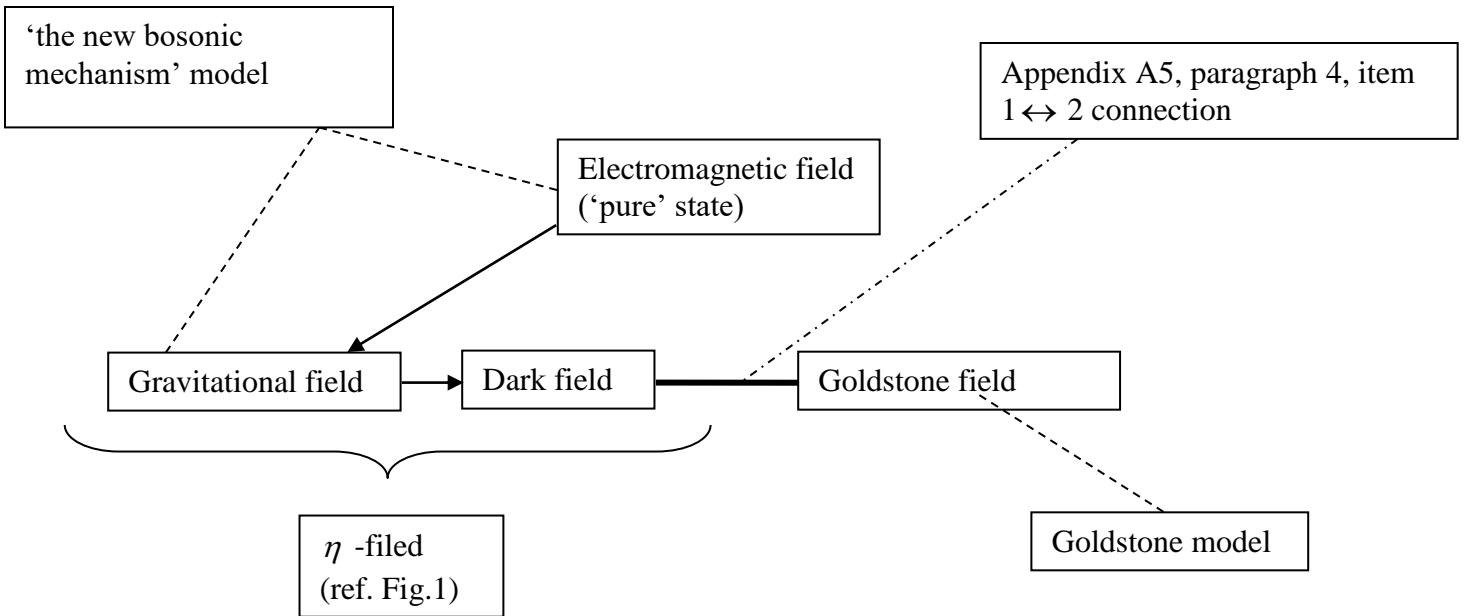 ‘the new bosonic
mechanism’ model
Appendix A5, paragraph 4, item
1 ↔ 2 connection
Electromagnetic field
(‘pure’ state)
Gravitational field
Dark field
Goldstone field
η -filed
(ref. Fig.1)
Goldstone model